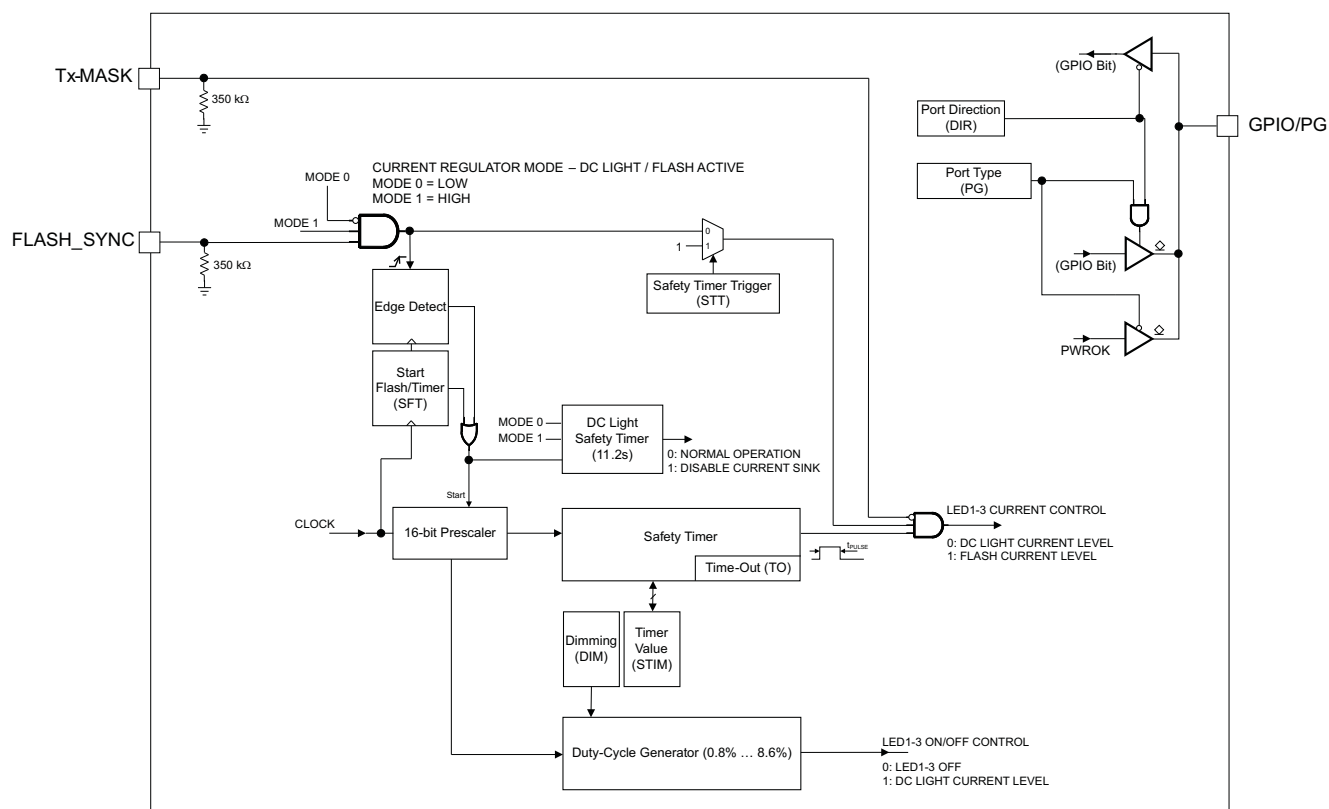 Tx-MASK
350 kΩ
(GPIO Bit)
Port Direction
(DIR)
GPIO/PG
Port Type
(PG)
(GPIO Bit)
PWROK
CURRENT REGULATOR MODE – DC LIGHT / FLASH ACTIVE
MODE 0 = LOW
MODE 1 = HIGH
MODE 0
MODE 1
FLASH_SYNC
350 kΩ
0
1
1
Safety Timer Trigger
(STT)
Edge Detect
Start
Flash/Timer
(SFT)
MODE 0
MODE 1
DC Light
Safety Timer
(11.2s)
0: NORMAL OPERATION
1: DISABLE CURRENT SINK
Start
CLOCK
16-bit Prescaler
Safety Timer
Time-Out (TO)
tPULSE
LED1-3 CURRENT CONTROL
0: DC LIGHT CURRENT LEVEL
1: FLASH CURRENT LEVEL
Dimming
(DIM)
Timer
Value
(STIM)
Duty-Cycle Generator (0.8% ... 8.6%)
LED1-3 ON/OFF CONTROL
0: LED1-3 OFF
1: DC LIGHT CURRENT LEVEL